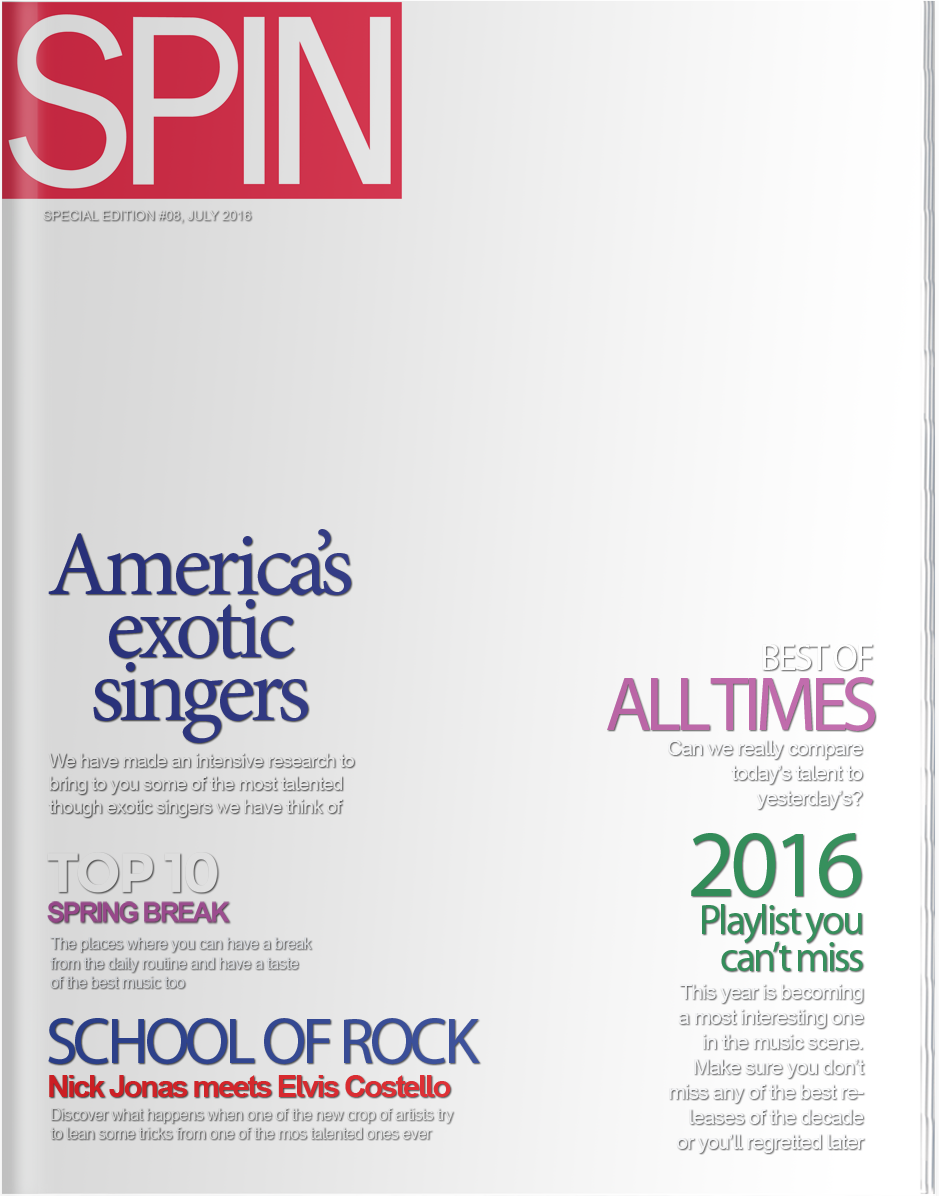 SPIN
SPECIAL EDITION #08, JULY 2016
America's
exotic
singers
We have made an intensive research to
bring to you some of the most talented
though exotic singers we have think of
TOP 10
SPRING BREAK
The places where you can have a break
from the daily routine and have a taste
of the best music too
SCHOOL OF ROCK
Nick Jonas meets Elvis Costello
Discover what happens when one of the new crop of artists try
to lean some tricks from one of the mos talented ones ever
BEST OF
ALL TIMES
Can we really compare
today's talent to
yesterday's?
2016
Playlist you
can't miss
This year is becoming
a most interesting one
in the music scene.
Make sure you don't
miss any of the best re-
leases of the decade
or you'll regretted later